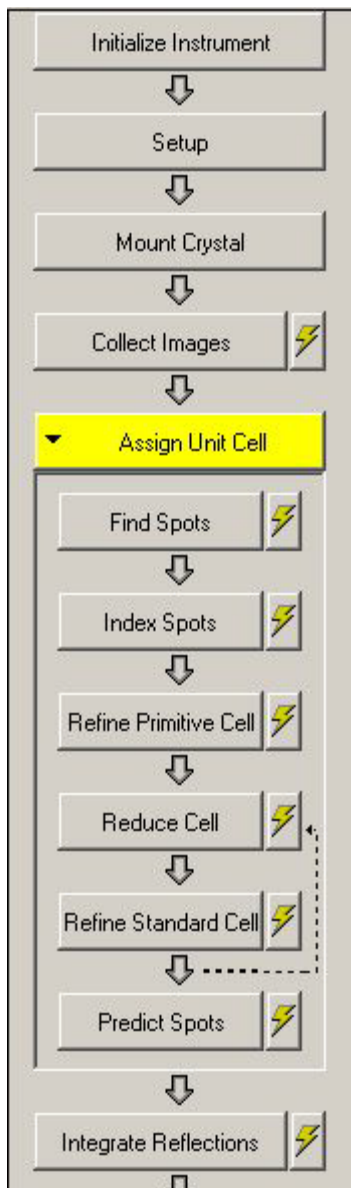 Initialize Instrument
Setup
Mount Crystal
Collect Images
Assign Unit Cell
Find Spots
Index Spots
Refine Primitive Cell
Reduce Cell
Refine Standard Cell
Predict Spots
Integrate Reflections